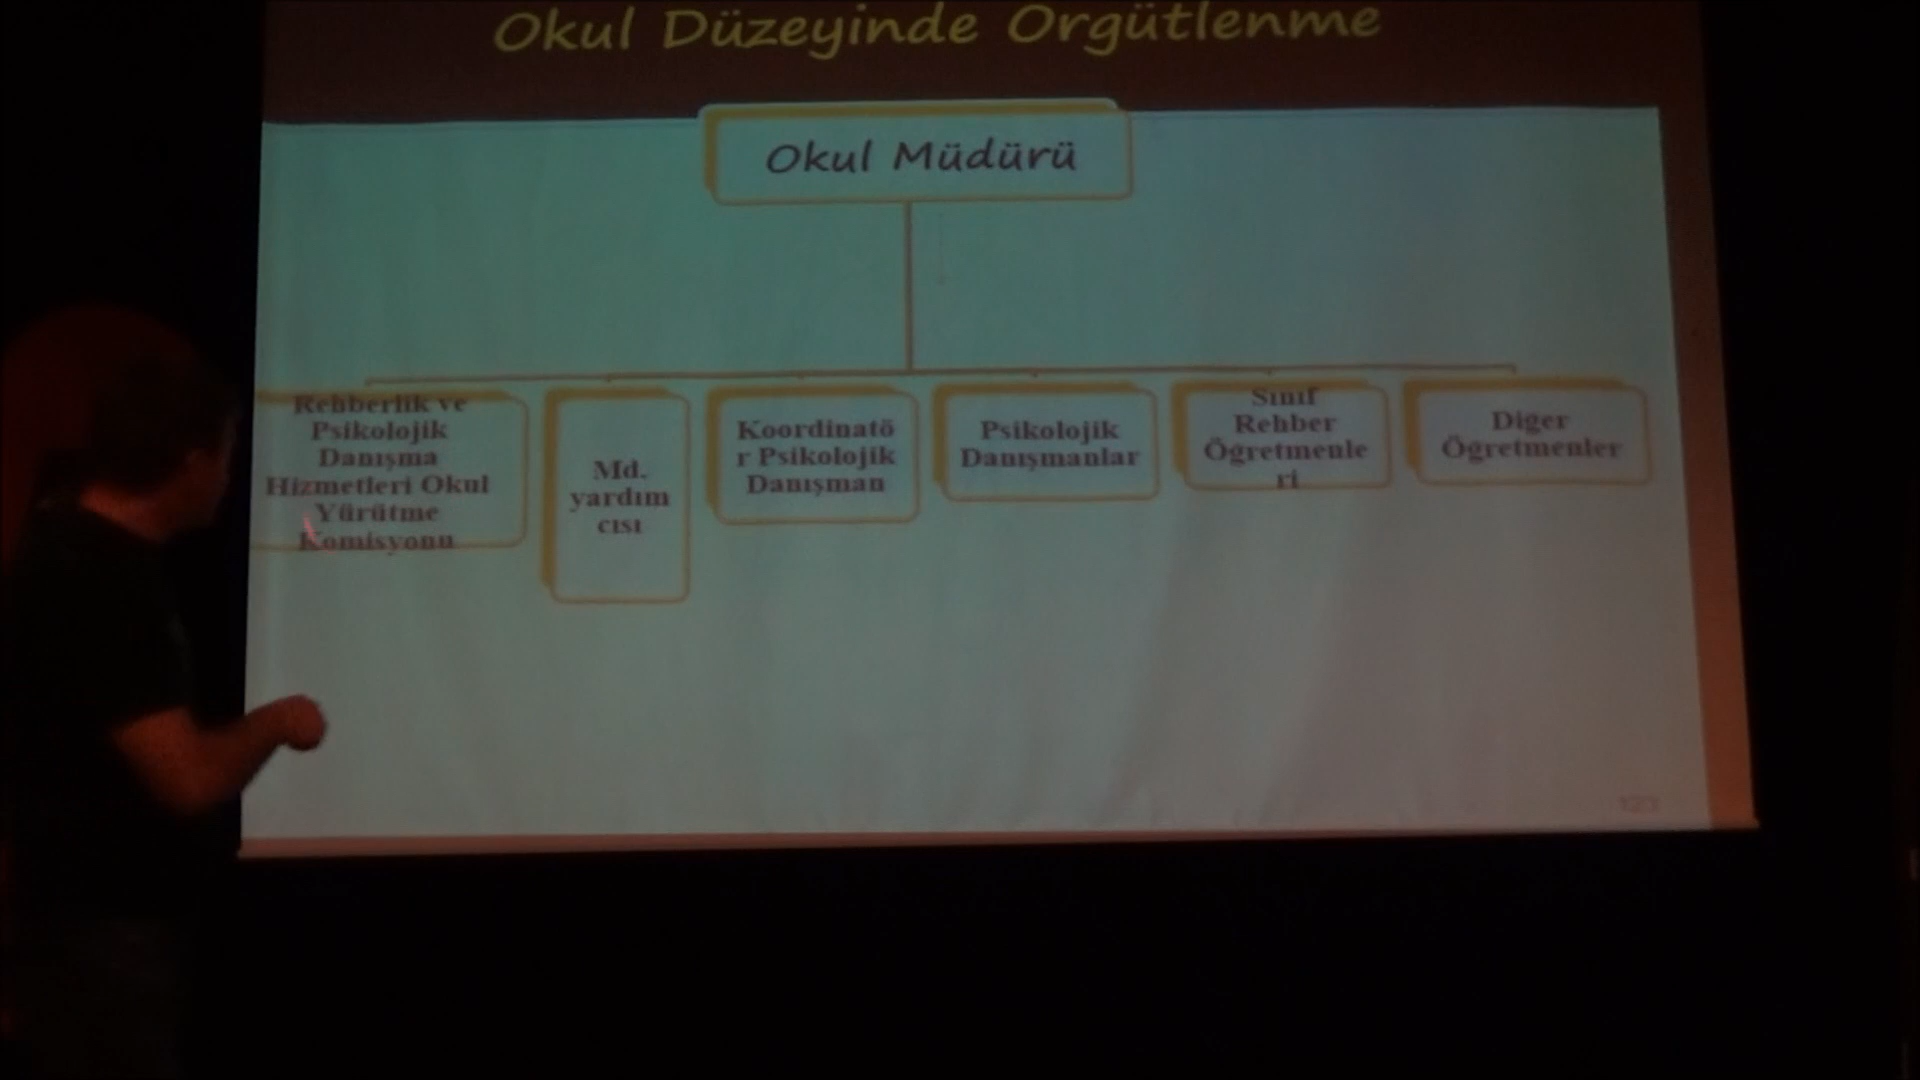 Okul Düzeyinde Örgütlenme
Okul Müdürü
Rehberlik ve
Psikolojik
Danışma
Hizmetleri Okul
Yürütme
Komisyonu
Md.
yardım
cısı
Koordinatö
r Psikolojik
Danışman
Psikolojik
Danışmanlar
Sınıf
Rehber
Öğretmenle
ri
Diğer
Öğretmenler